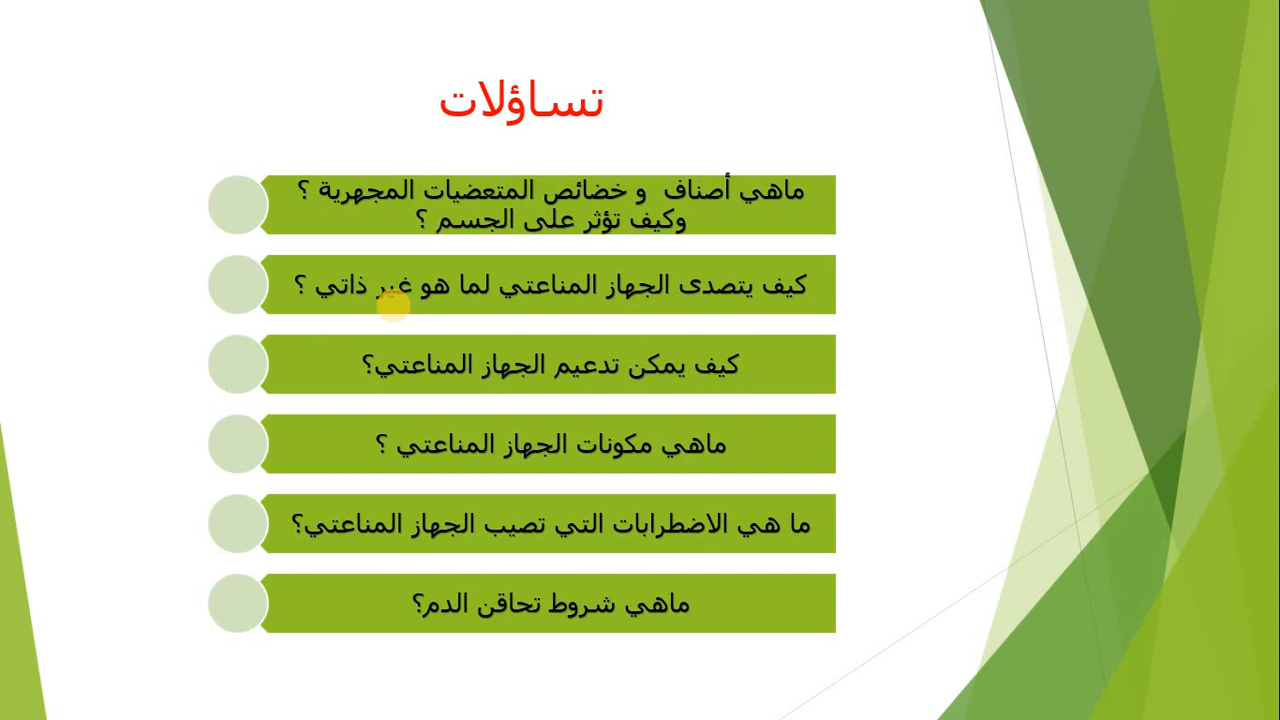 تساؤلات
ماهي أصناف و خصائص المتعضيات المجهرية ؟
وكيف تؤثر على الجسم ؟
كيف يتصدى الجهاز المناعتي لما هو غير ذاتي ؟
كيف يمكن تدعيم الجهاز المناعتي؟
ماهي مكونات الجهاز المناعتي ؟
ما هي الاضطرابات التي تصيب الجهاز المناعتي؟
ماهي شروط تحاقن الدم؟